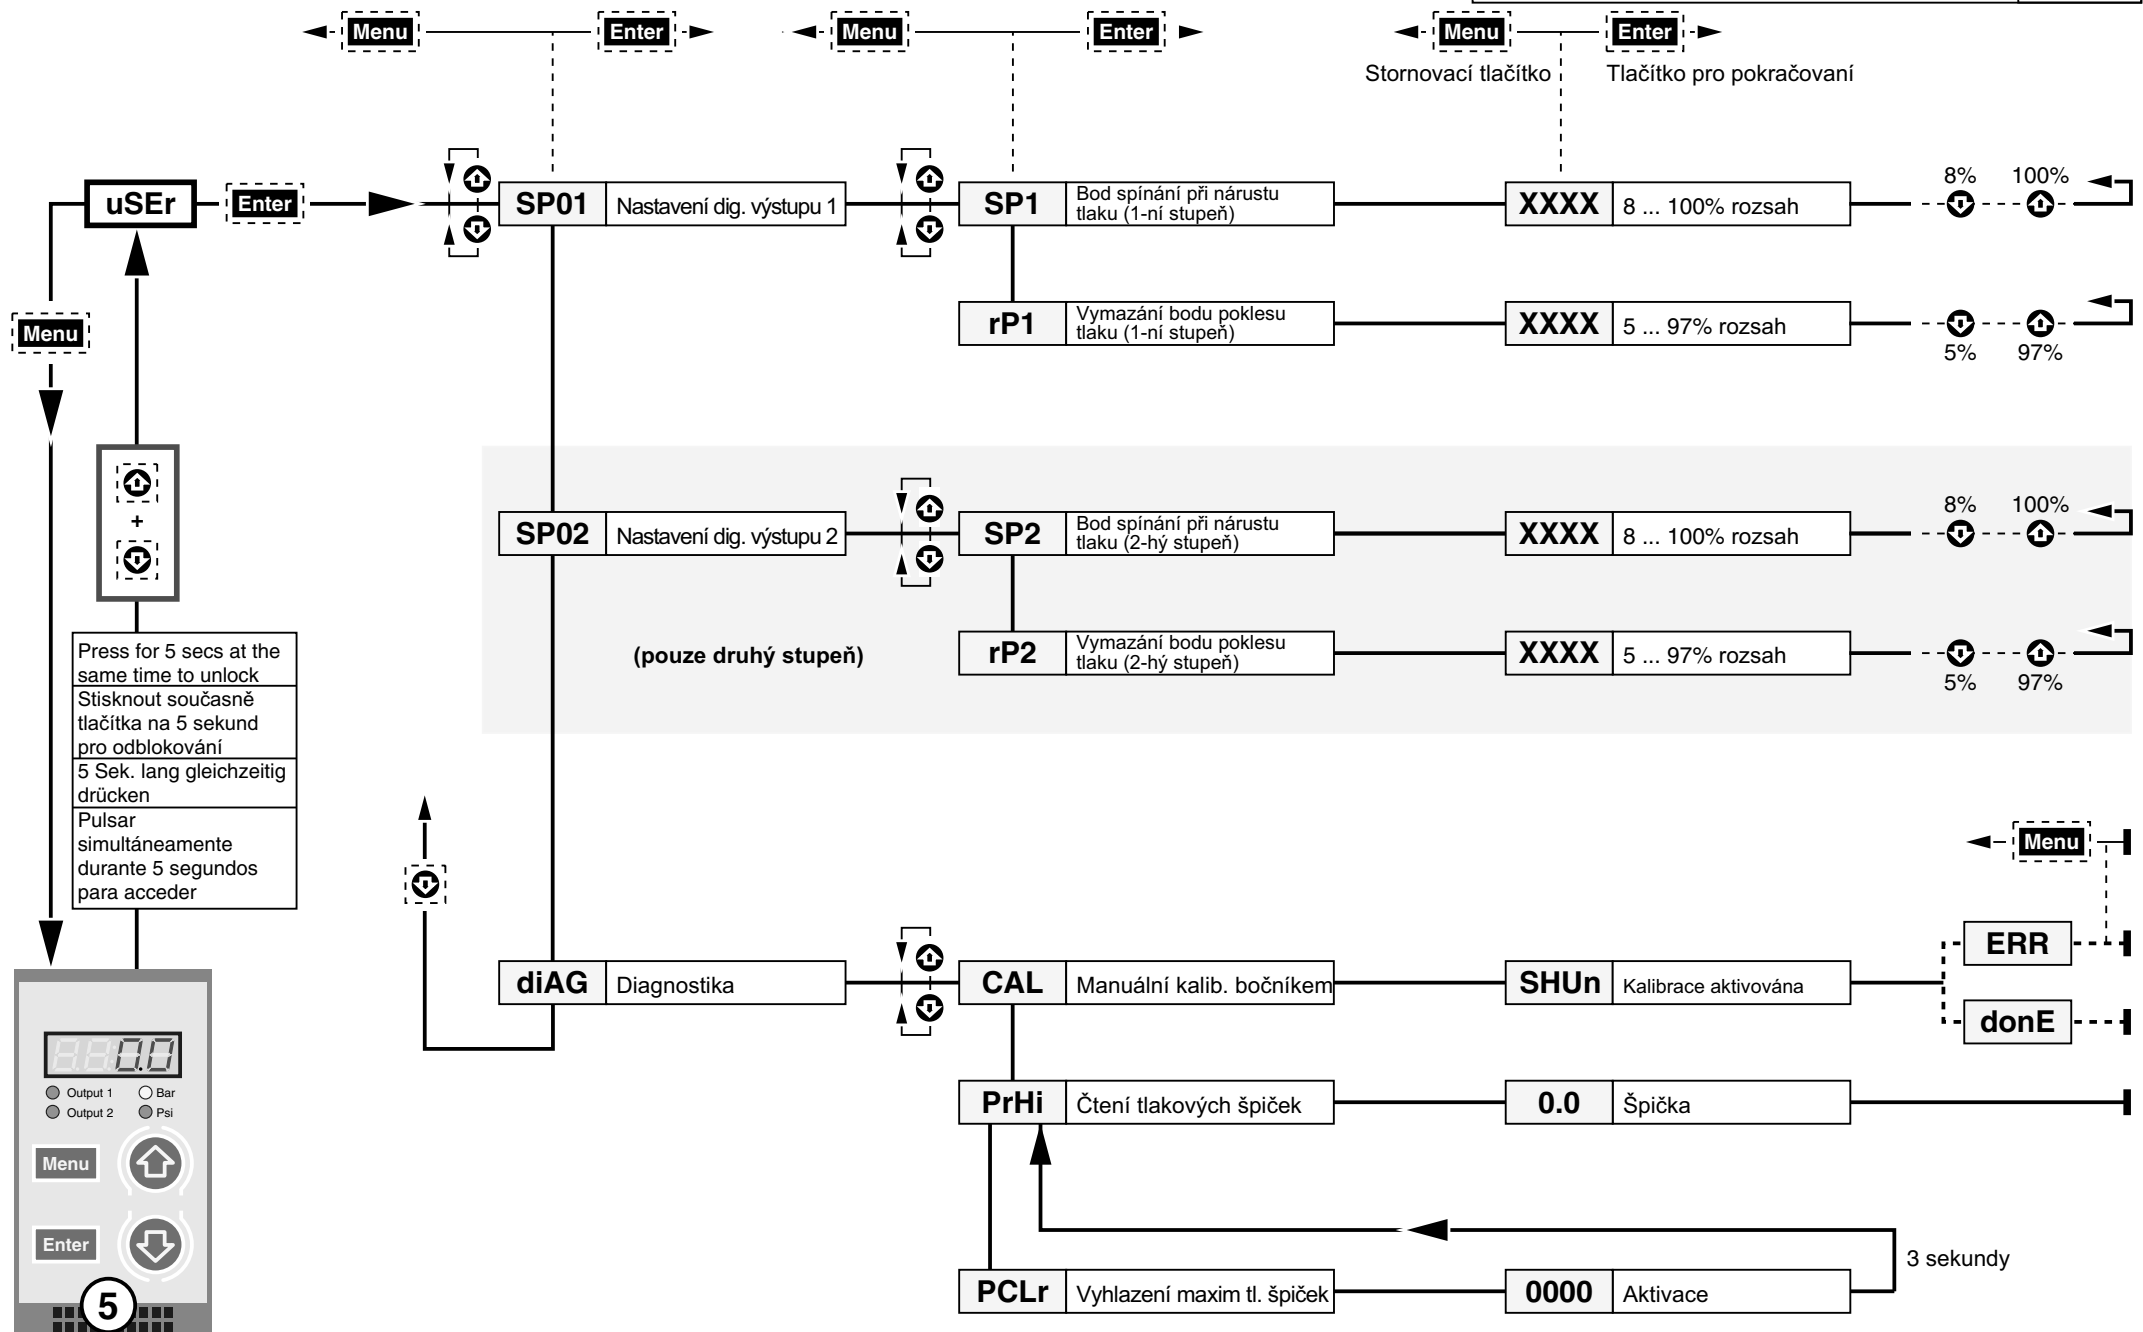 Menu Enter Menu Enter Menu Enter
Stornovací tlačítko Tlačítko pro pokračovaní
uSEr Enter SP01 Nastavení dig. výstupu 1 SP1 Bod spínání při nárustu
tlaku (1-ní stupeň) XXXX 8 ... 100% rozsah 8% 100%
Menu
rP1 Vymazání bodu poklesu
tlaku (1-ní stupeň) XXXX 5 ... 97% rozsah 5% 97%
+
SP02 Nastavení dig. výstupu 2 SP2 Bod spínání při nárustu
tlaku (2-hý stupeň) XXXX 8 ... 100% rozsah 8% 100%
(pouze druhý stupeň) rP2 Vymazání bodu poklesu
tlaku (2-hý stupeň) XXXX 5 ... 97% rozsah 5% 97%
Press for 5 secs at the
same time to unlock
Stisknout současně
tlačítka na 5 sekund
pro odblokování
5 Sek. lang gleichzeitig
drücken
Pulsar
simultáneamente
durante 5 segundos
para acceder
Menu
diAG Diagnostika CAL Manuální kalib. bočníkem SHUn Kalibrace aktivována ERR
donE
PrHi Čtení tlakových špiček 0.0 Špička
3 sekundy
PCLr Vyhlazení maxim tl. špiček 0000 Aktivace
0.0
Output 1 Bar
Output 2 Psi
Menu
Enter
5